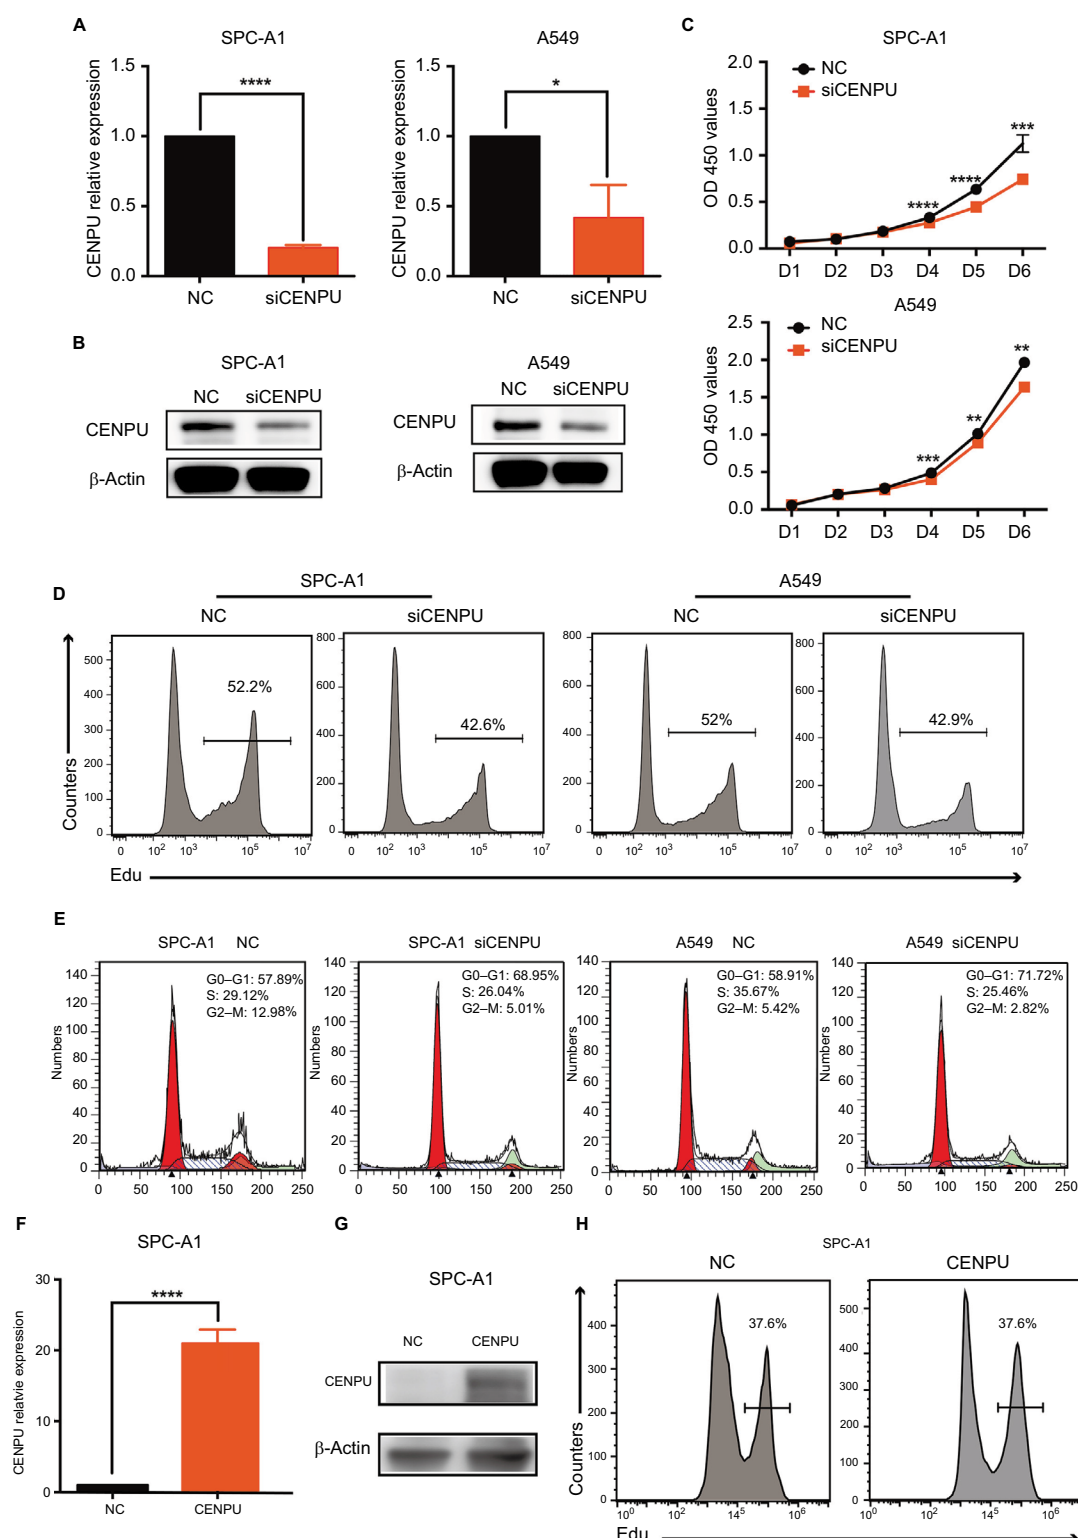 A
SPC-A1
A549
CENPU relative expression
1.5
1.0
0.5
0.0
****
NC
siCENPU
CENPU relative expression
1.5
1.0
0.5
0.0
*
NC
siCENPU
C
SPC-A1
OD 450 values
2.0
1.5
1.0
0.5
0.0
NC
siCENPU
****
****
***
D1 D2 D3 D4 D5 D6
A549
OD 450 values
2.5
2.0
1.5
1.0
0.5
0.0
NC
siCENPU
***
**
**
D1 D2 D3 D4 D5 D6
B
SPC-A1
NC siCENPU
CENPU
β-Actin
A549
NC siCENPU
CENPU
β-Actin
D
SPC-A1
A549
NC
siCENPU
NC
siCENPU
Counters
500
400
300
200
100
0
52.2%
0 10² 10³ 10⁵ 10⁷
800
600
400
200
0
42.6%
0 10² 10³ 10⁵ 10⁷
800
600
400
200
0
52%
0 10² 10³ 10⁵ 10⁷
800
600
400
200
0
42.9%
0 10² 10³ 10⁵ 10⁷
Edu
E
SPC-A1 NC
Numbers
140
120
100
80
60
40
20
0
G0–G1: 57.89%
S: 29.12%
G2–M: 12.98%
0 50 100 150 200 250
SPC-A1 siCENPU
Numbers
140
120
100
80
60
40
20
0
G0–G1: 68.95%
S: 26.04%
G2–M: 5.01%
0 50 100 150 200 250
A549 NC
Numbers
140
120
100
80
60
40
20
0
G0–G1: 58.91%
S: 35.67%
G2–M: 5.42%
0 50 100 150 200 250
A549 siCENPU
Numbers
140
120
100
80
60
40
20
0
G0–G1: 71.72%
S: 25.46%
G2–M: 2.82%
0 50 100 150 200 250
F
SPC-A1
CENPU relatvie expression
30
20
10
0
****
NC
CENPU
G
SPC-A1
NC CENPU
CENPU
β-Actin
H
SPC-A1
NC
CENPU
Counters
400
300
200
100
0
37.6%
10⁰ 10² 14⁵ 10⁶
500
400
300
200
100
0
37.6%
10² 14⁵ 10⁶
Edu